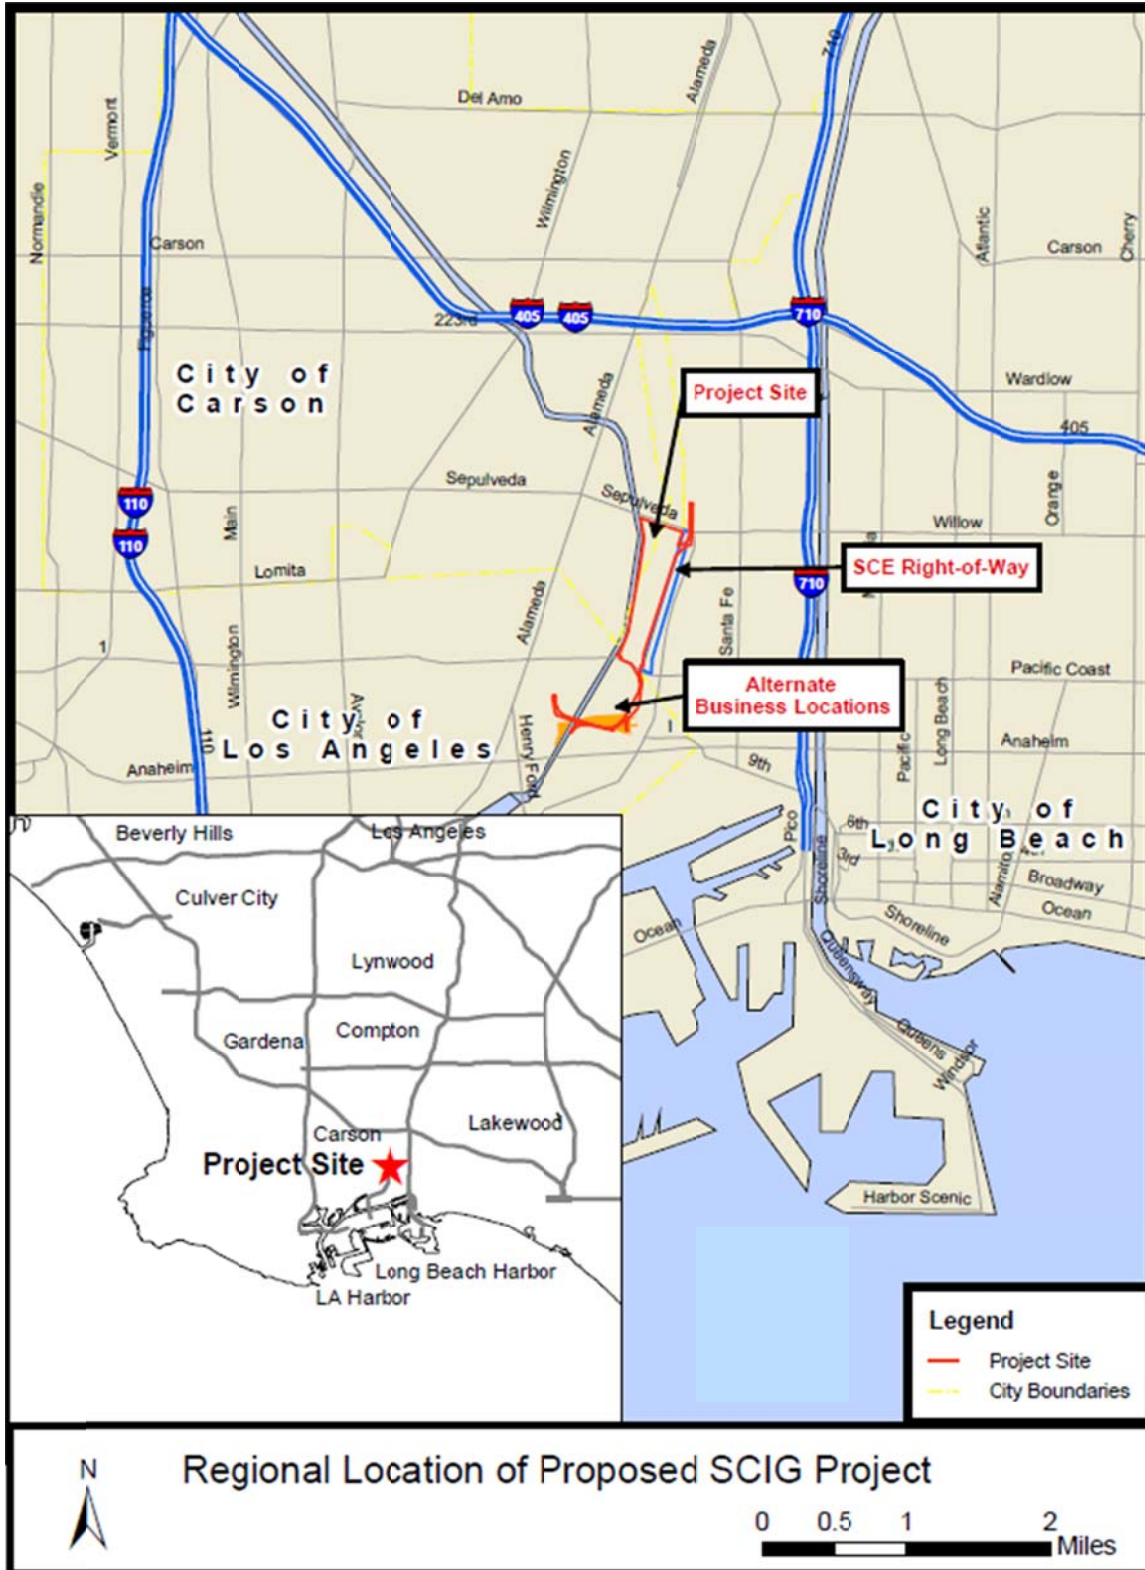 Alameda
710
Del Amo
Vermont
Wilmington
Normandie
Atlantic
Cherry
Carson
Carson
Figueroa
405
405
710
223rd
City of
Carson
Wardlow
Project Site
Alameda
405
Sepulveda
Orange
110
Sepulveda
Main
Willow
110
SCE Right-of-Way
Lomita
710
Alameda
Santa Fe
1
Wilmington
Pacific Coast
Alternate
Business Locations
City of
Los Angeles
110
Henry Ford
Pacific
Long Beach
Anaheim
Anaheim
9th
City of
Long Beach
Pico
Shoreline
3rd
Broadway
Ocean
Shoreline
Ocean
Queensway
Queens
Windsor
Harbor Scenic
Beverly Hills
Los Angeles
Culver City
Lynwood
Gardena
Compton
Lakewood
Carson
Project Site
Long Beach Harbor
LA Harbor
Legend
Project Site
City Boundaries
N
Regional Location of Proposed SCIG Project
0 0.5 1 2
Miles